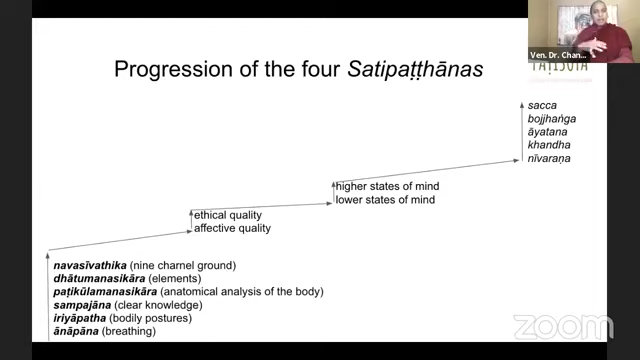 Progression of the four Satipaṭṭhānas
Ven. Dr. Chan...
PAṬISOTA
sacca
bojjhaṅga
āyatana
khandha
nīvaraṇa
higher states of mind
lower states of mind
ethical quality
affective quality
navasīvathika (nine charnel ground)
dhātumanasikāra (elements)
paṭikūlamanasikāra (anatomical analysis of the body)
sampajāna (clear knowledge)
iriyāpatha (bodily postures)
ānāpāna (breathing)
zoom